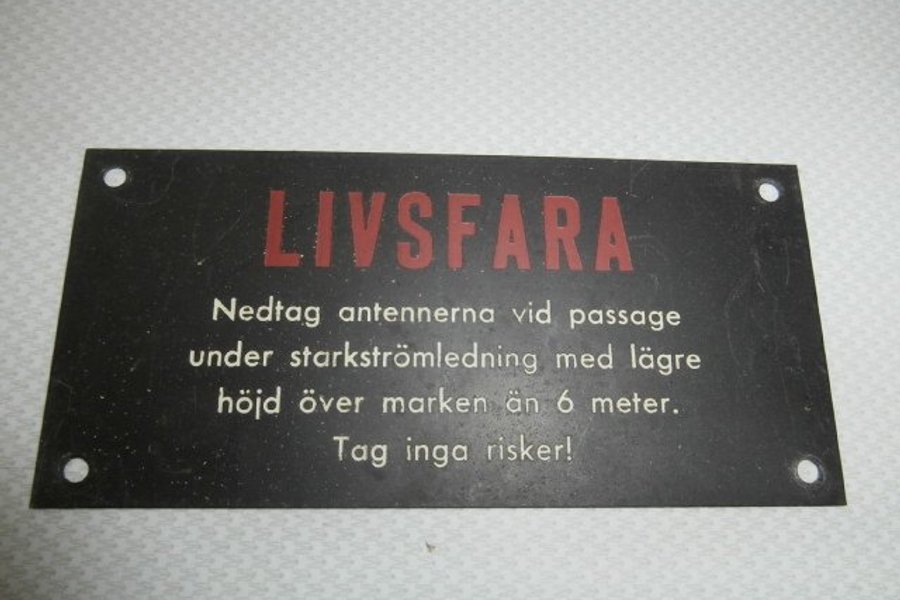 LIVSFARA
Nedtag antennerna vid passage
under starkströmledning med lägre
höjd över marken än 6 meter.
Tag inga risker!